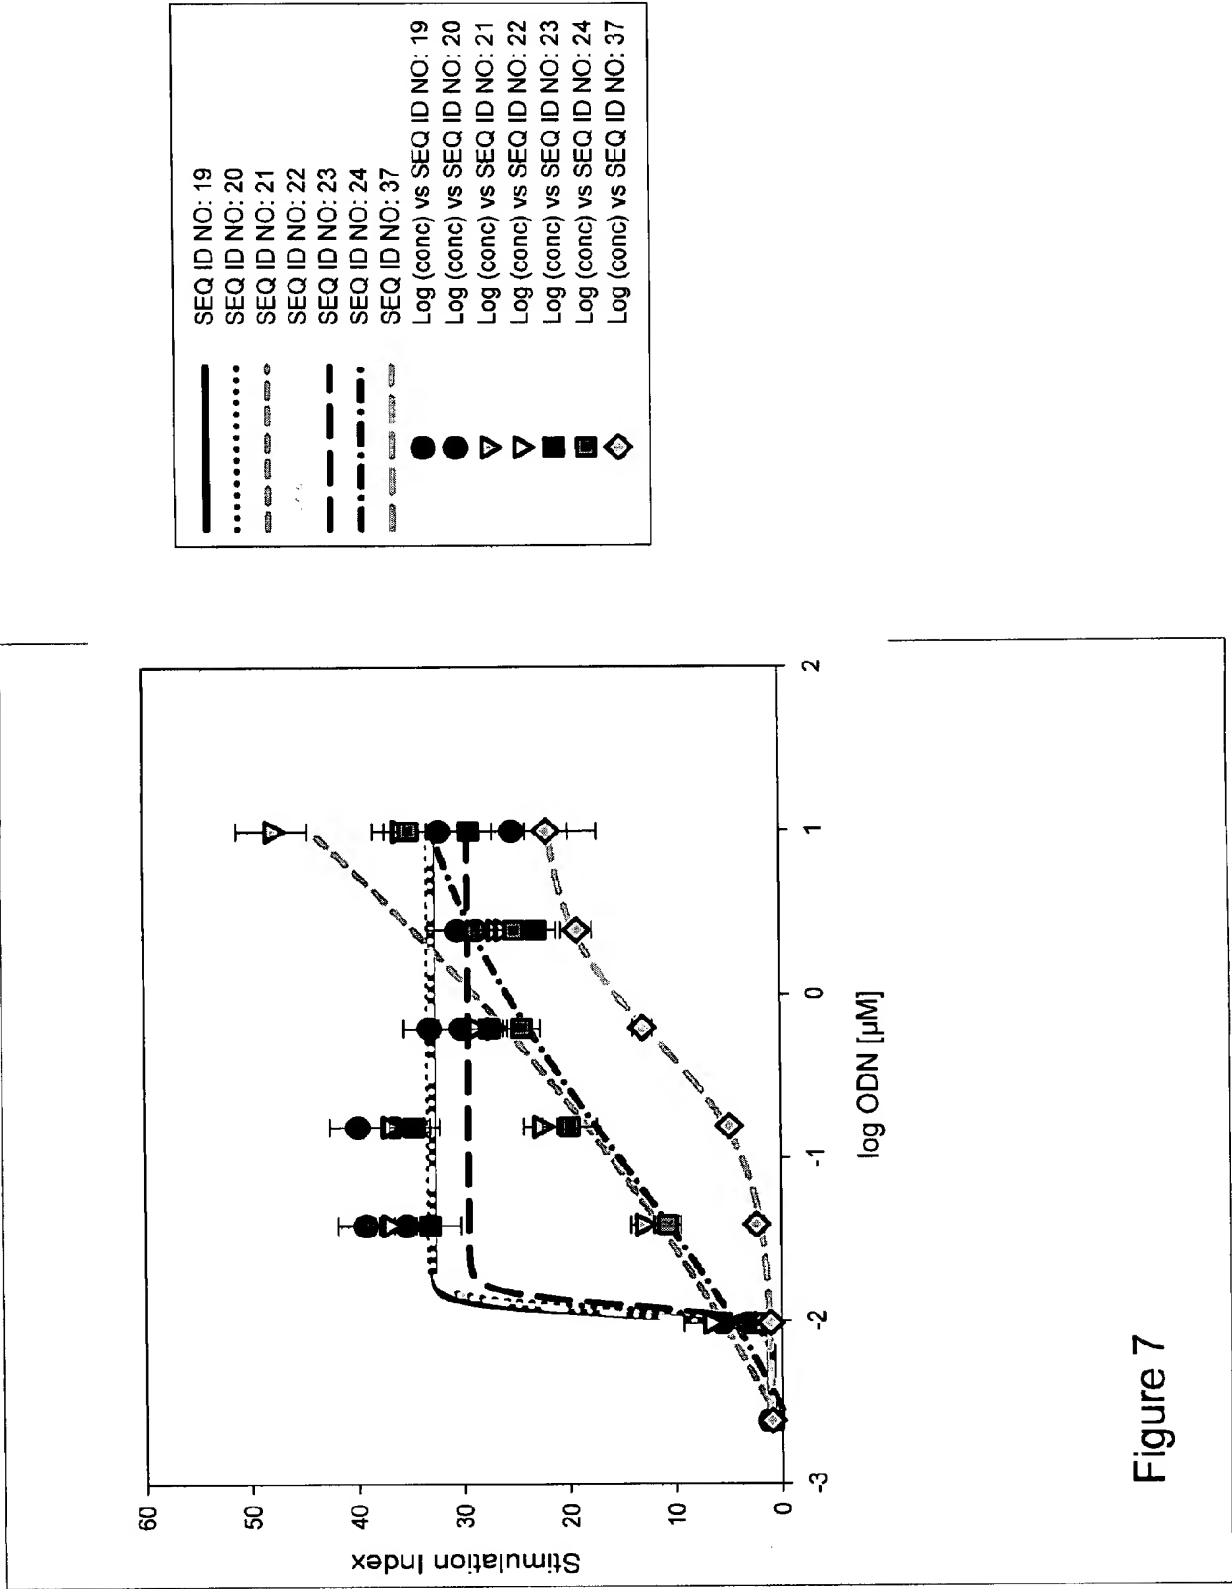 SEQ ID NO: 19
SEQ ID NO: 20
SEQ ID NO: 21
SEQ ID NO: 22
SEQ ID NO: 23
SEQ ID NO: 24
SEQ ID NO: 37
Log (conc) vs SEQ ID NO: 19
Log (conc) vs SEQ ID NO: 20
Log (conc) vs SEQ ID NO: 21
Log (conc) vs SEQ ID NO: 22
Log (conc) vs SEQ ID NO: 23
Log (conc) vs SEQ ID NO: 24
Log (conc) vs SEQ ID NO: 37
Stimulation Index
60
50
40
30
20
10
0
-3
-2
-1
0
1
2
log ODN [µM]
Figure 7